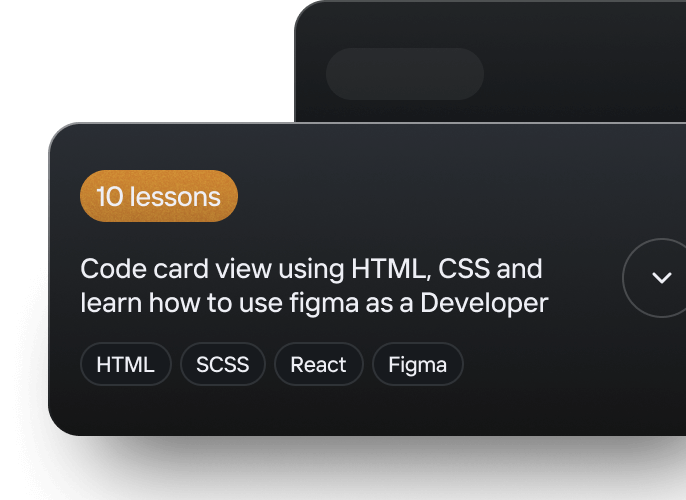 10 lessons
Code card view using HTML, CSS and
learn how to use figma as a Developer
HTML SCSS React Figma